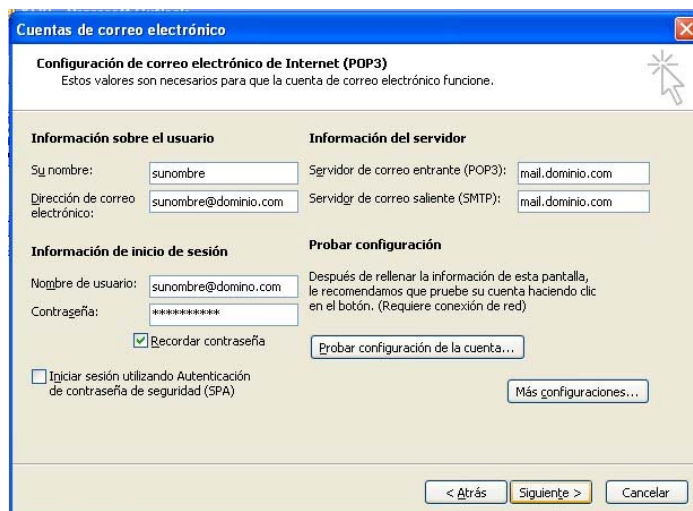 Cuentas de correo electrónico
Configuración de correo electrónico de Internet (POP3)
Estos valores son necesarios para que la cuenta de correo electrónico funcione.
Información sobre el usuario
Su nombre:
sunombre
Dirección de correo
electrónico:
sunombre@dominio.com
Información del servidor
Servidor de correo entrante (POP3):
mail.dominio.com
Servidor de correo saliente (SMTP):
mail.dominio.com
Información de inicio de sesión
Nombre de usuario:
sunombre@domino.com
Contraseña:
**********
Recordar contraseña
Iniciar sesión utilizando Autenticación
de contraseña de seguridad (SPA)
Probar configuración
Después de rellenar la información de esta pantalla,
le recomendamos que pruebe su cuenta haciendo clic
en el botón. (Requiere conexión de red)
Probar configuración de la cuenta...
Más configuraciones...
< Atrás
Siguiente >
Cancelar